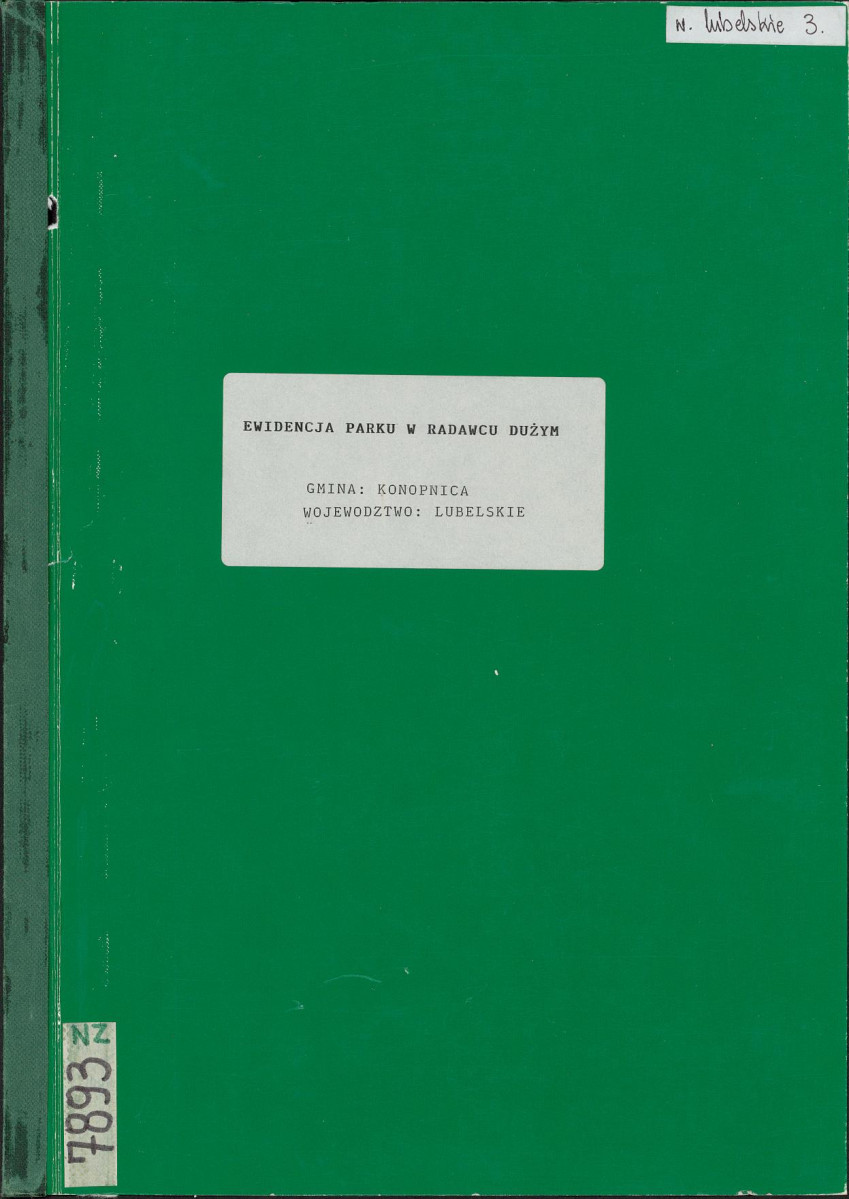 w. lubelskie 3.
EWIDENCJA PARKU W RADAWCU DUŻYM
GMINA: KONOPNICA
WOJEWODZTWO: LUBELSKIE
NZ
7893